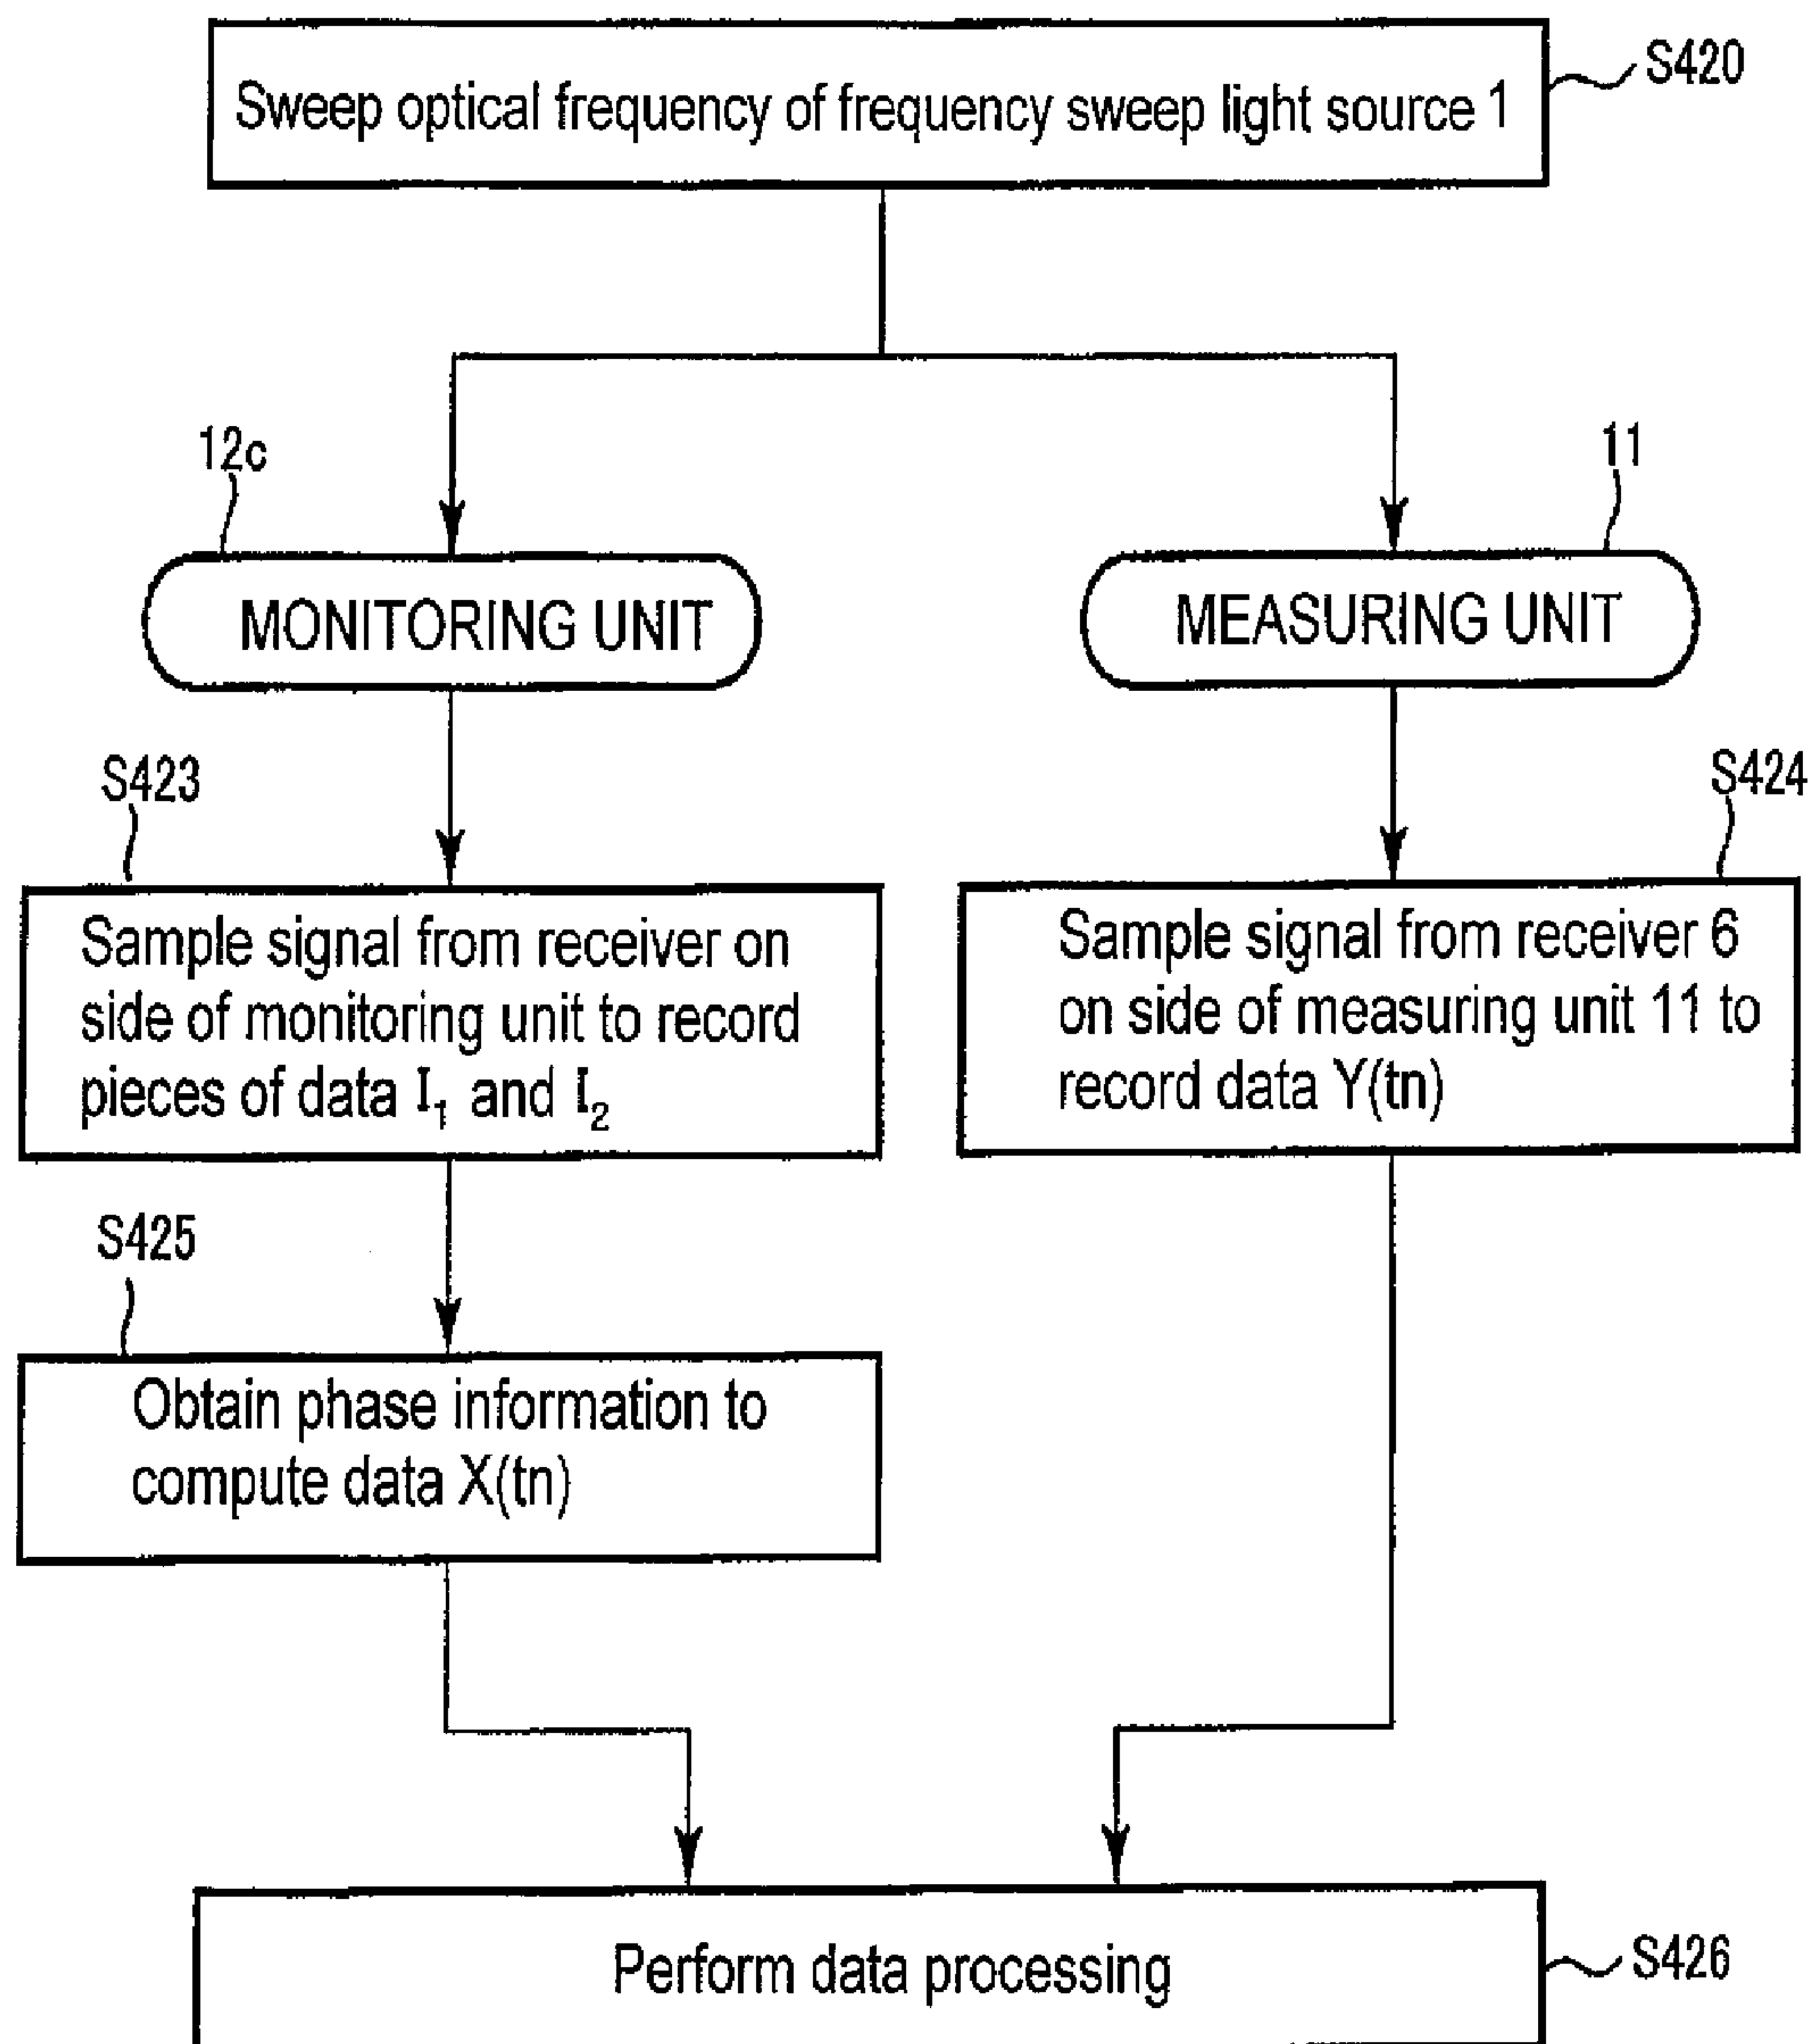 Sweep optical frequency of frequency sweep light source 1
S420
12c
11
MONITORING UNIT
MEASURING UNIT
S423
S424
Sample signal from receiver on
side of monitoring unit to record
pieces of data I₁ and I₂
Sample signal from receiver 6
on side of measuring unit 11 to
record data Y(tn)
S425
Obtain phase information to
compute data X(tn)
Perform data processing
S426